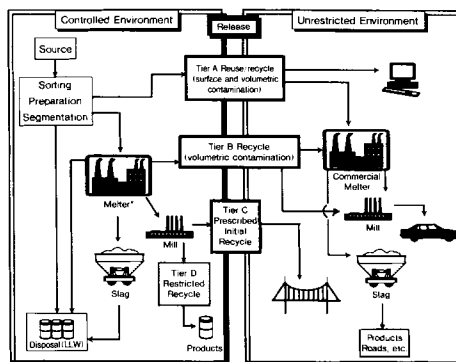 Controlled Environment
Unrestricted Environment
Release
Source
Sorting
Preparation
Segmentation
Tier A Reuse/recycle
(surface and volumetric
contamination)
Tier B Recycle
(volumetric contamination)
Melter*
Commercial
Melter
Tier C
Prescribed
Initial
Recycle
Mill
Mill
Slag
Tier D
Restricted
Recycle
Slag
Disposal (LLW)
Products
Products
Roads, etc.